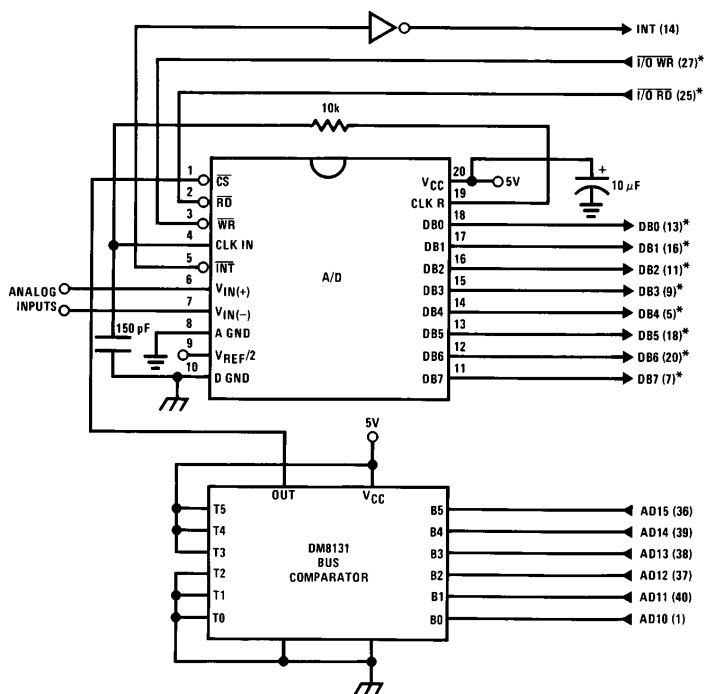 INT (14)
I/O WR (27)*
I/O RD (25)*
10k
1 CS
2 RD
3 WR
4 CLK IN
5 INT
6 VIN(+)
7 VIN(−)
8 A GND
9 VREF/2
10 D GND
ANALOG
INPUTS
150 pF
A/D
VCC 20
5V
+
10 µF
CLK R 19
DB0 18 DB0 (13)*
DB1 17 DB1 (16)*
DB2 16 DB2 (11)*
DB3 15 DB3 (9)*
DB4 14 DB4 (5)*
DB5 13 DB5 (18)*
DB6 12 DB6 (20)*
DB7 11 DB7 (7)*
5V
OUT VCC
T5
T4
T3
T2
T1
T0
DM8131
BUS
COMPARATOR
B5 AD15 (36)
B4 AD14 (39)
B3 AD13 (38)
B2 AD12 (37)
B1 AD11 (40)
B0 AD10 (1)